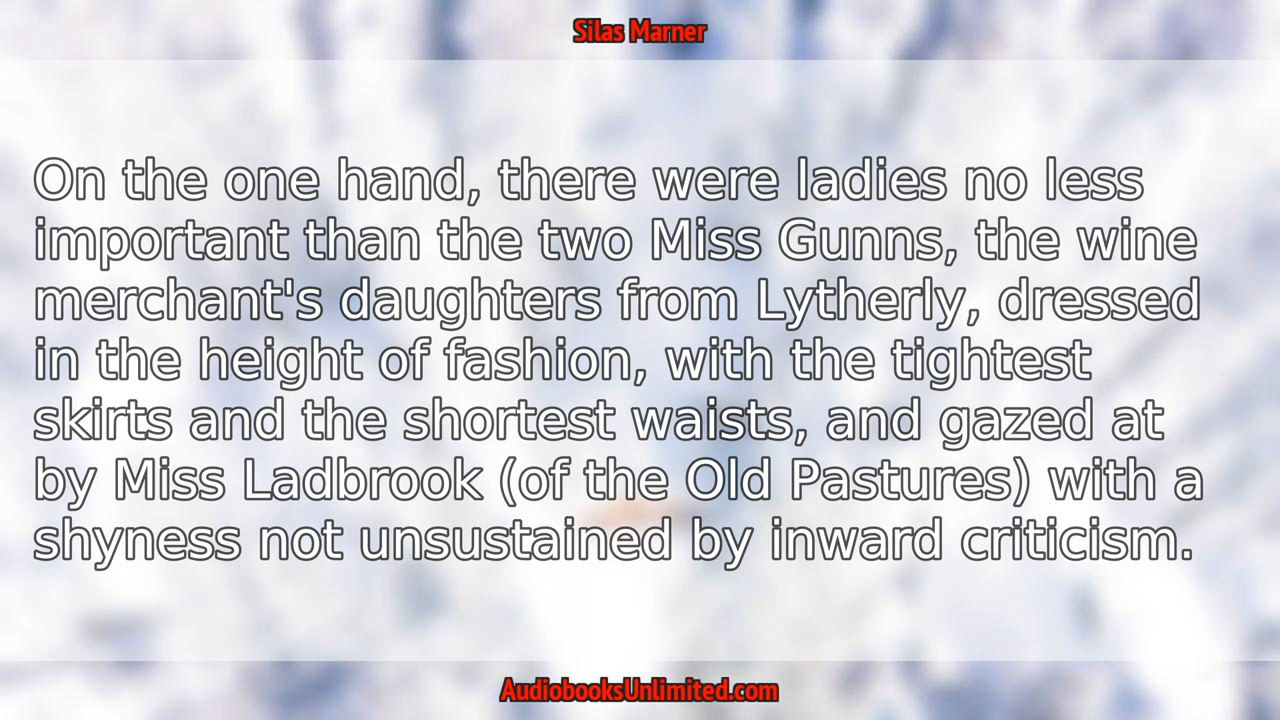 Silas Marner
On the one hand, there were ladies no less
important than the two Miss Gunns, the wine
merchant's daughters from Lytherly, dressed
in the height of fashion, with the tightest
skirts and the shortest waists, and gazed at
by Miss Ladbrook (of the Old Pastures) with a
shyness not unsustained by inward criticism.
AudiobooksUnlimited.com